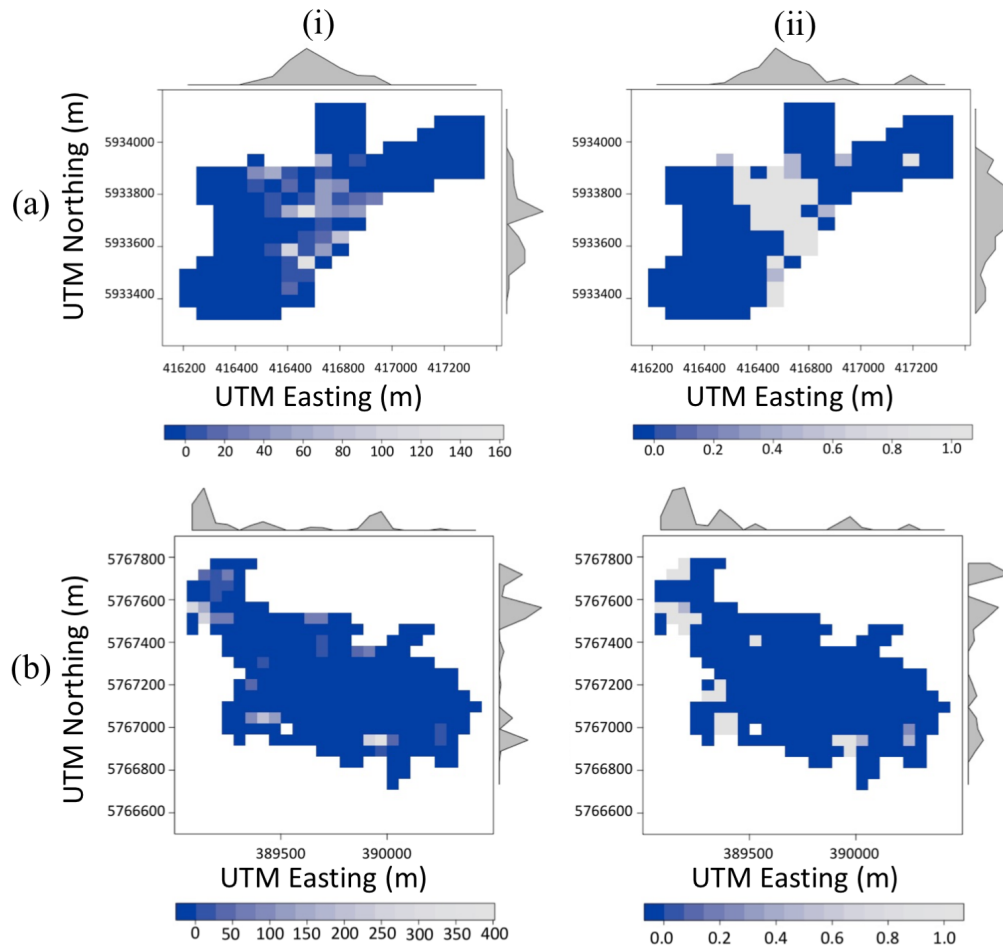 (i)
(ii)
(a)
UTM Northing (m)
5934000
5933800
5933600
5933400
416200 416400 416600 416800 417000 417200
UTM Easting (m)
0 20 40 60 80 100 120 140 160
5934000
5933800
5933600
5933400
416200 416400 416600 416800 417000 417200
UTM Easting (m)
0.0 0.2 0.4 0.6 0.8 1.0
(b)
UTM Northing (m)
5767800
5767600
5767400
5767200
5767000
5766800
5766600
389500 390000
UTM Easting (m)
0 50 100 150 200 250 300 350 400
5767800
5767600
5767400
5767200
5767000
5766800
5766600
389500 390000
UTM Easting (m)
0.0 0.2 0.4 0.6 0.8 1.0